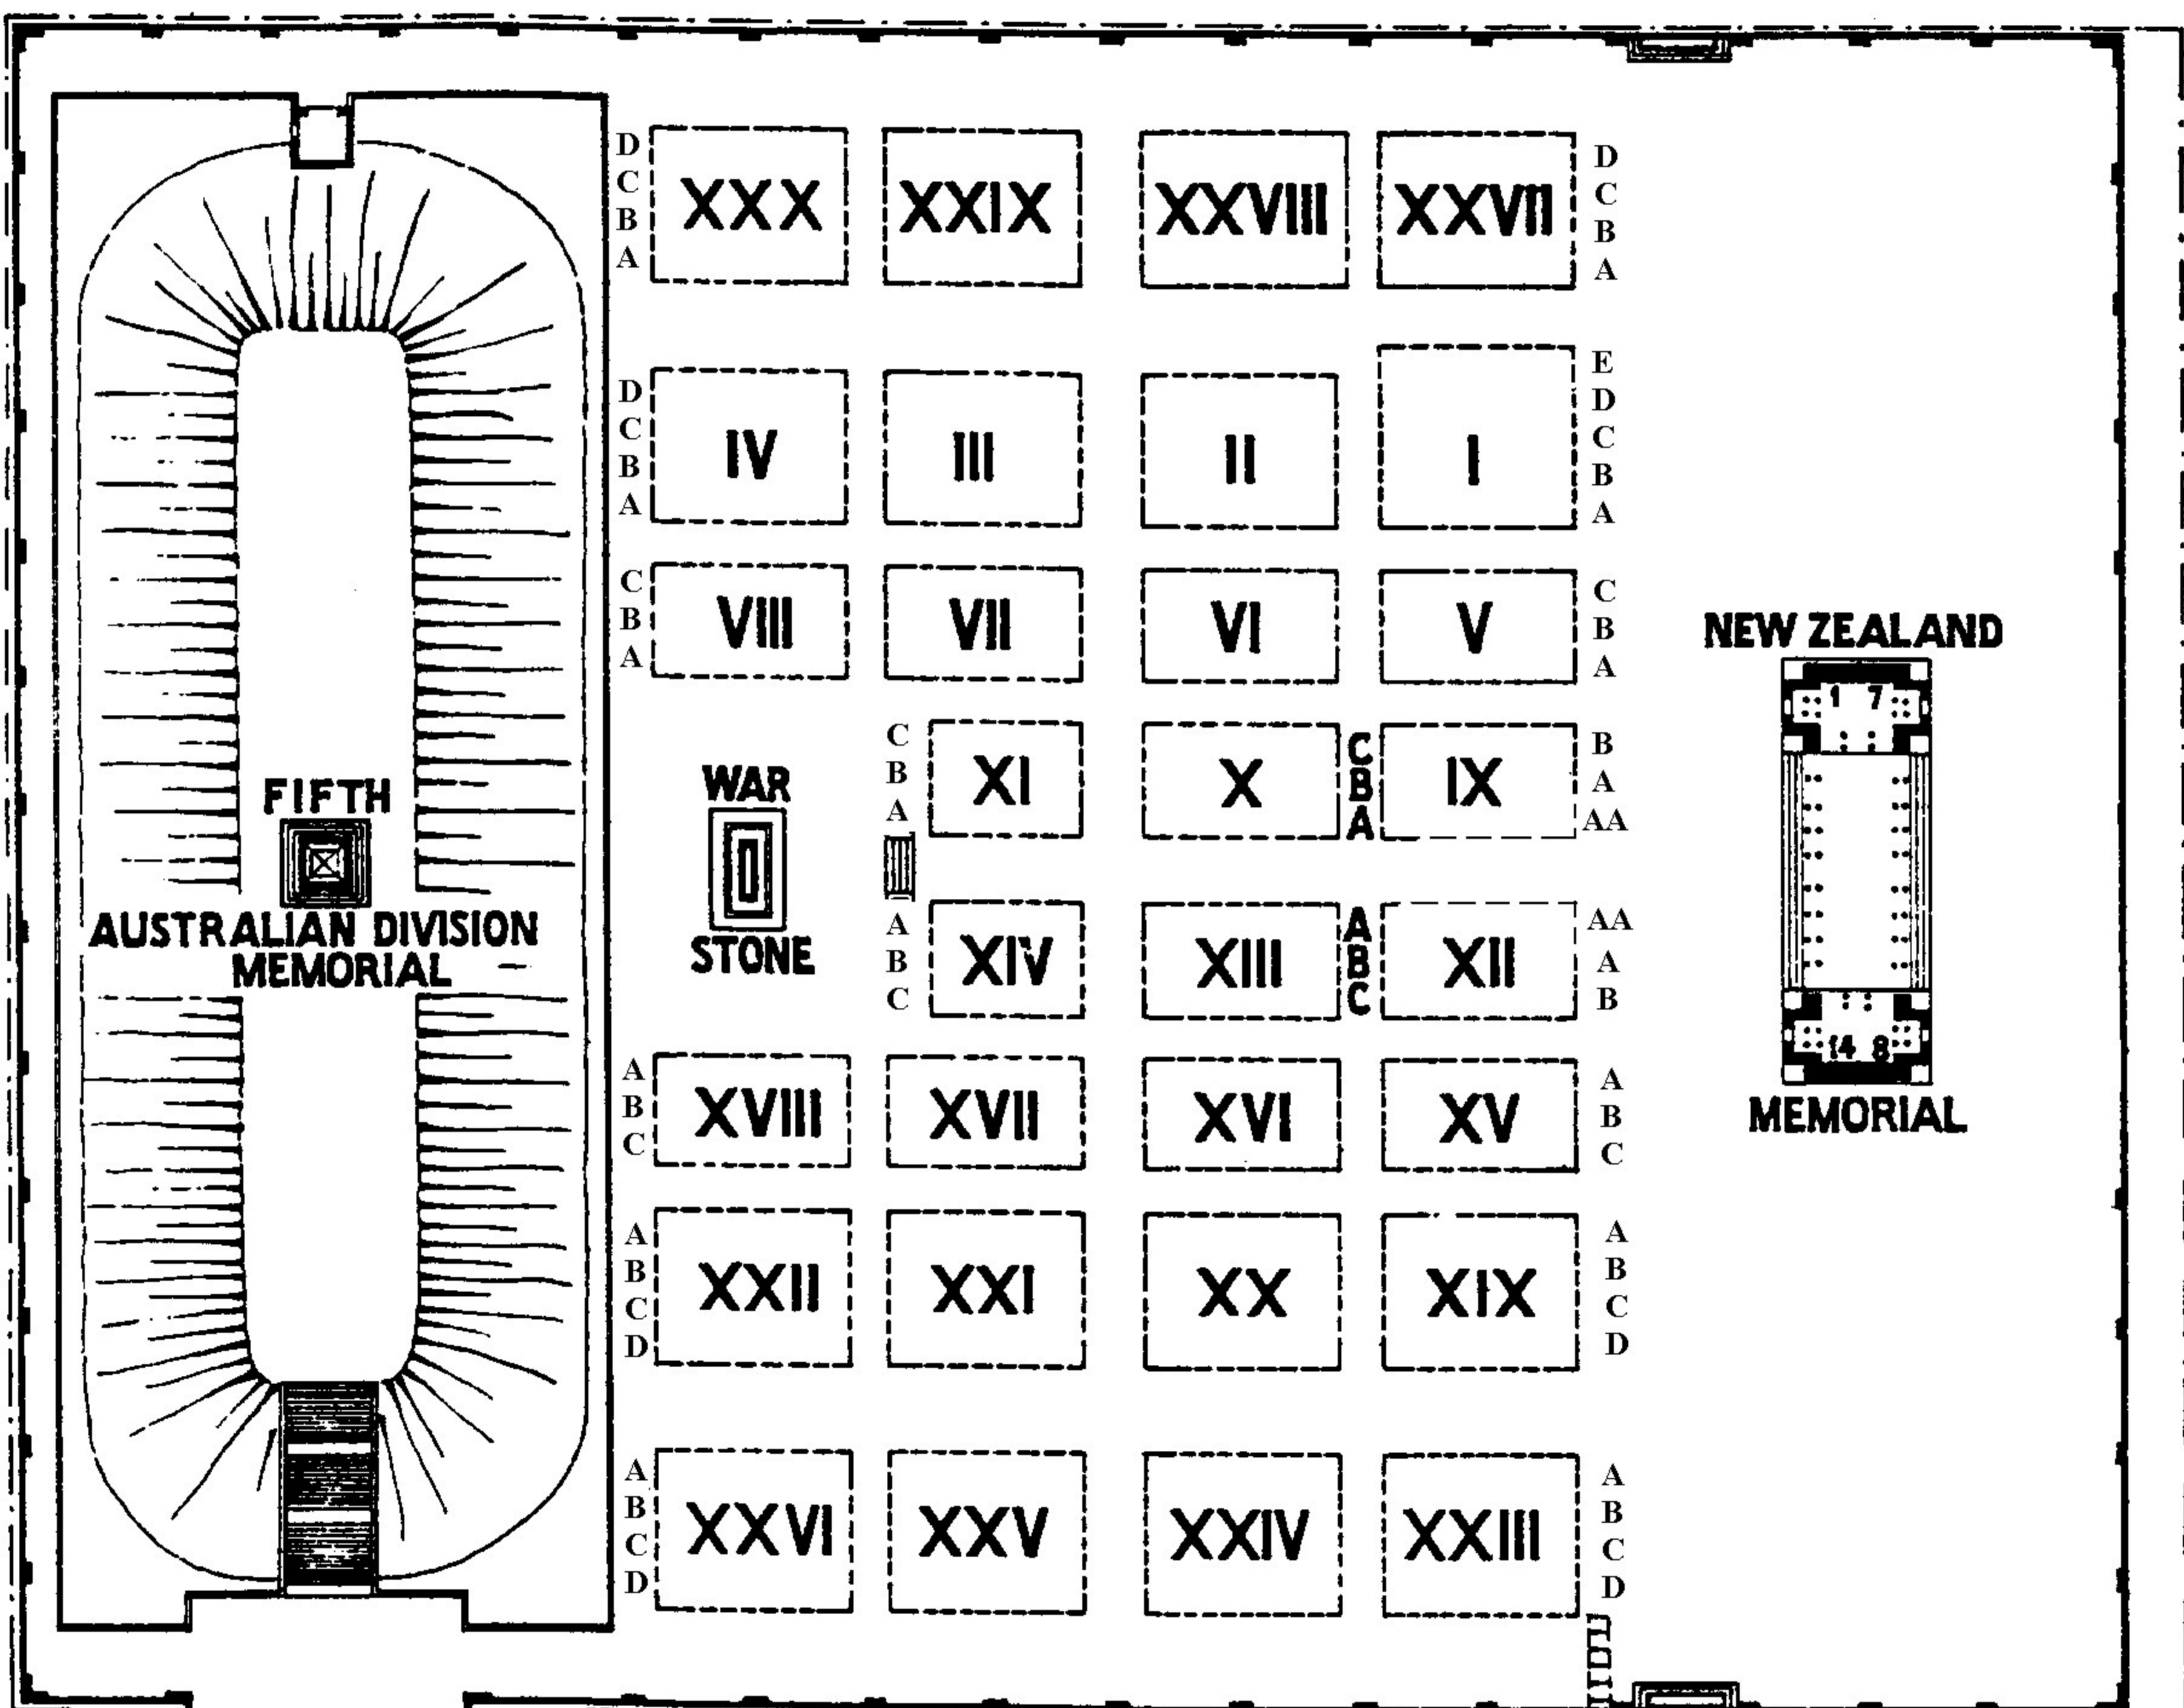 D
C
B
A
XXX XXIX XXVIII XXVII
D
C
B
A
D
C
B
A
IV III II I
E
D
C
B
A
C
B
A
VIII VII VI V
C
B
A
NEW ZEALAND
1 7
14 8
MEMORIAL
WAR
STONE
C
B
A
XI X
C
B
A
IX
B
A
AA
FIFTH
AUSTRALIAN DIVISION
MEMORIAL
A
B
C
XIV XIII
A
B
C
XII
AA
A
B
A
B
C
XVIII XVII XVI XV
A
B
C
A
B
C
D
XXII XXI XX XIX
A
B
C
D
A
B
C
D
XXVI XXV XXIV XXIII
A
B
C
D